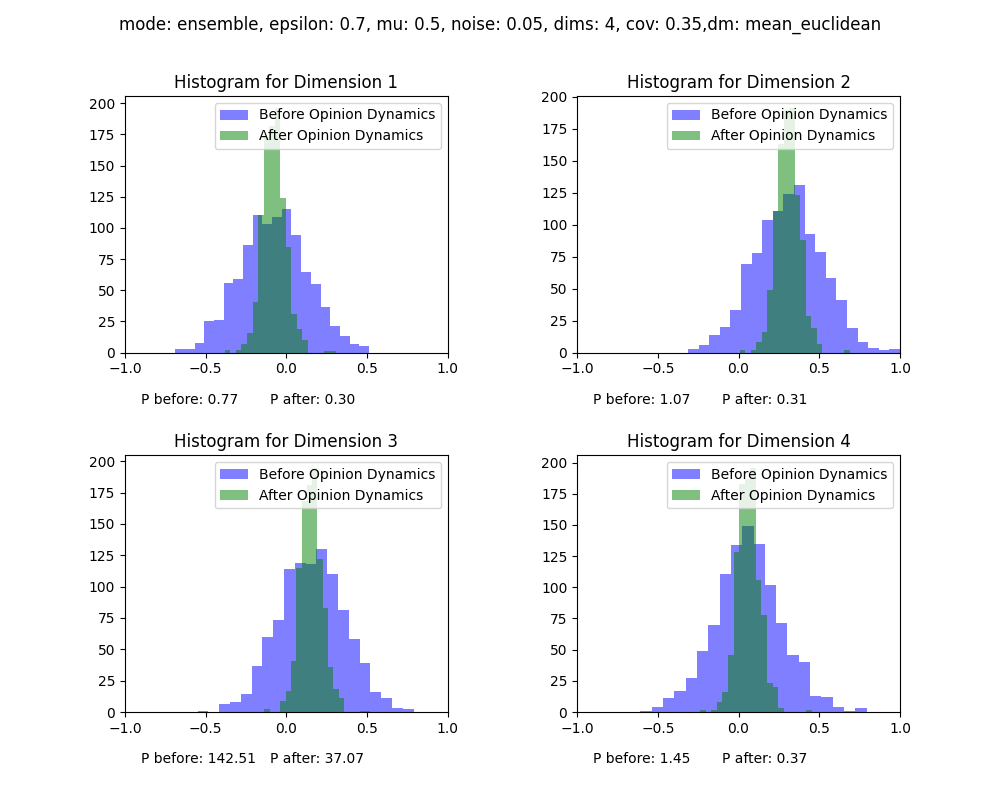 mode: ensemble, epsilon: 0.7, mu: 0.5, noise: 0.05, dims: 4, cov: 0.35,dm: mean_euclidean
Histogram for Dimension 1
Before Opinion Dynamics
After Opinion Dynamics
200
175
150
125
100
75
50
25
0
−1.0 −0.5 0.0 0.5 1.0
P before: 0.77 P after: 0.30
Histogram for Dimension 2
Before Opinion Dynamics
After Opinion Dynamics
200
175
150
125
100
75
50
25
0
−1.0 −0.5 0.0 0.5 1.0
P before: 1.07 P after: 0.31
Histogram for Dimension 3
Before Opinion Dynamics
After Opinion Dynamics
200
175
150
125
100
75
50
25
0
−1.0 −0.5 0.0 0.5 1.0
P before: 142.51 P after: 37.07
Histogram for Dimension 4
Before Opinion Dynamics
After Opinion Dynamics
200
175
150
125
100
75
50
25
0
−1.0 −0.5 0.0 0.5 1.0
P before: 1.45 P after: 0.37